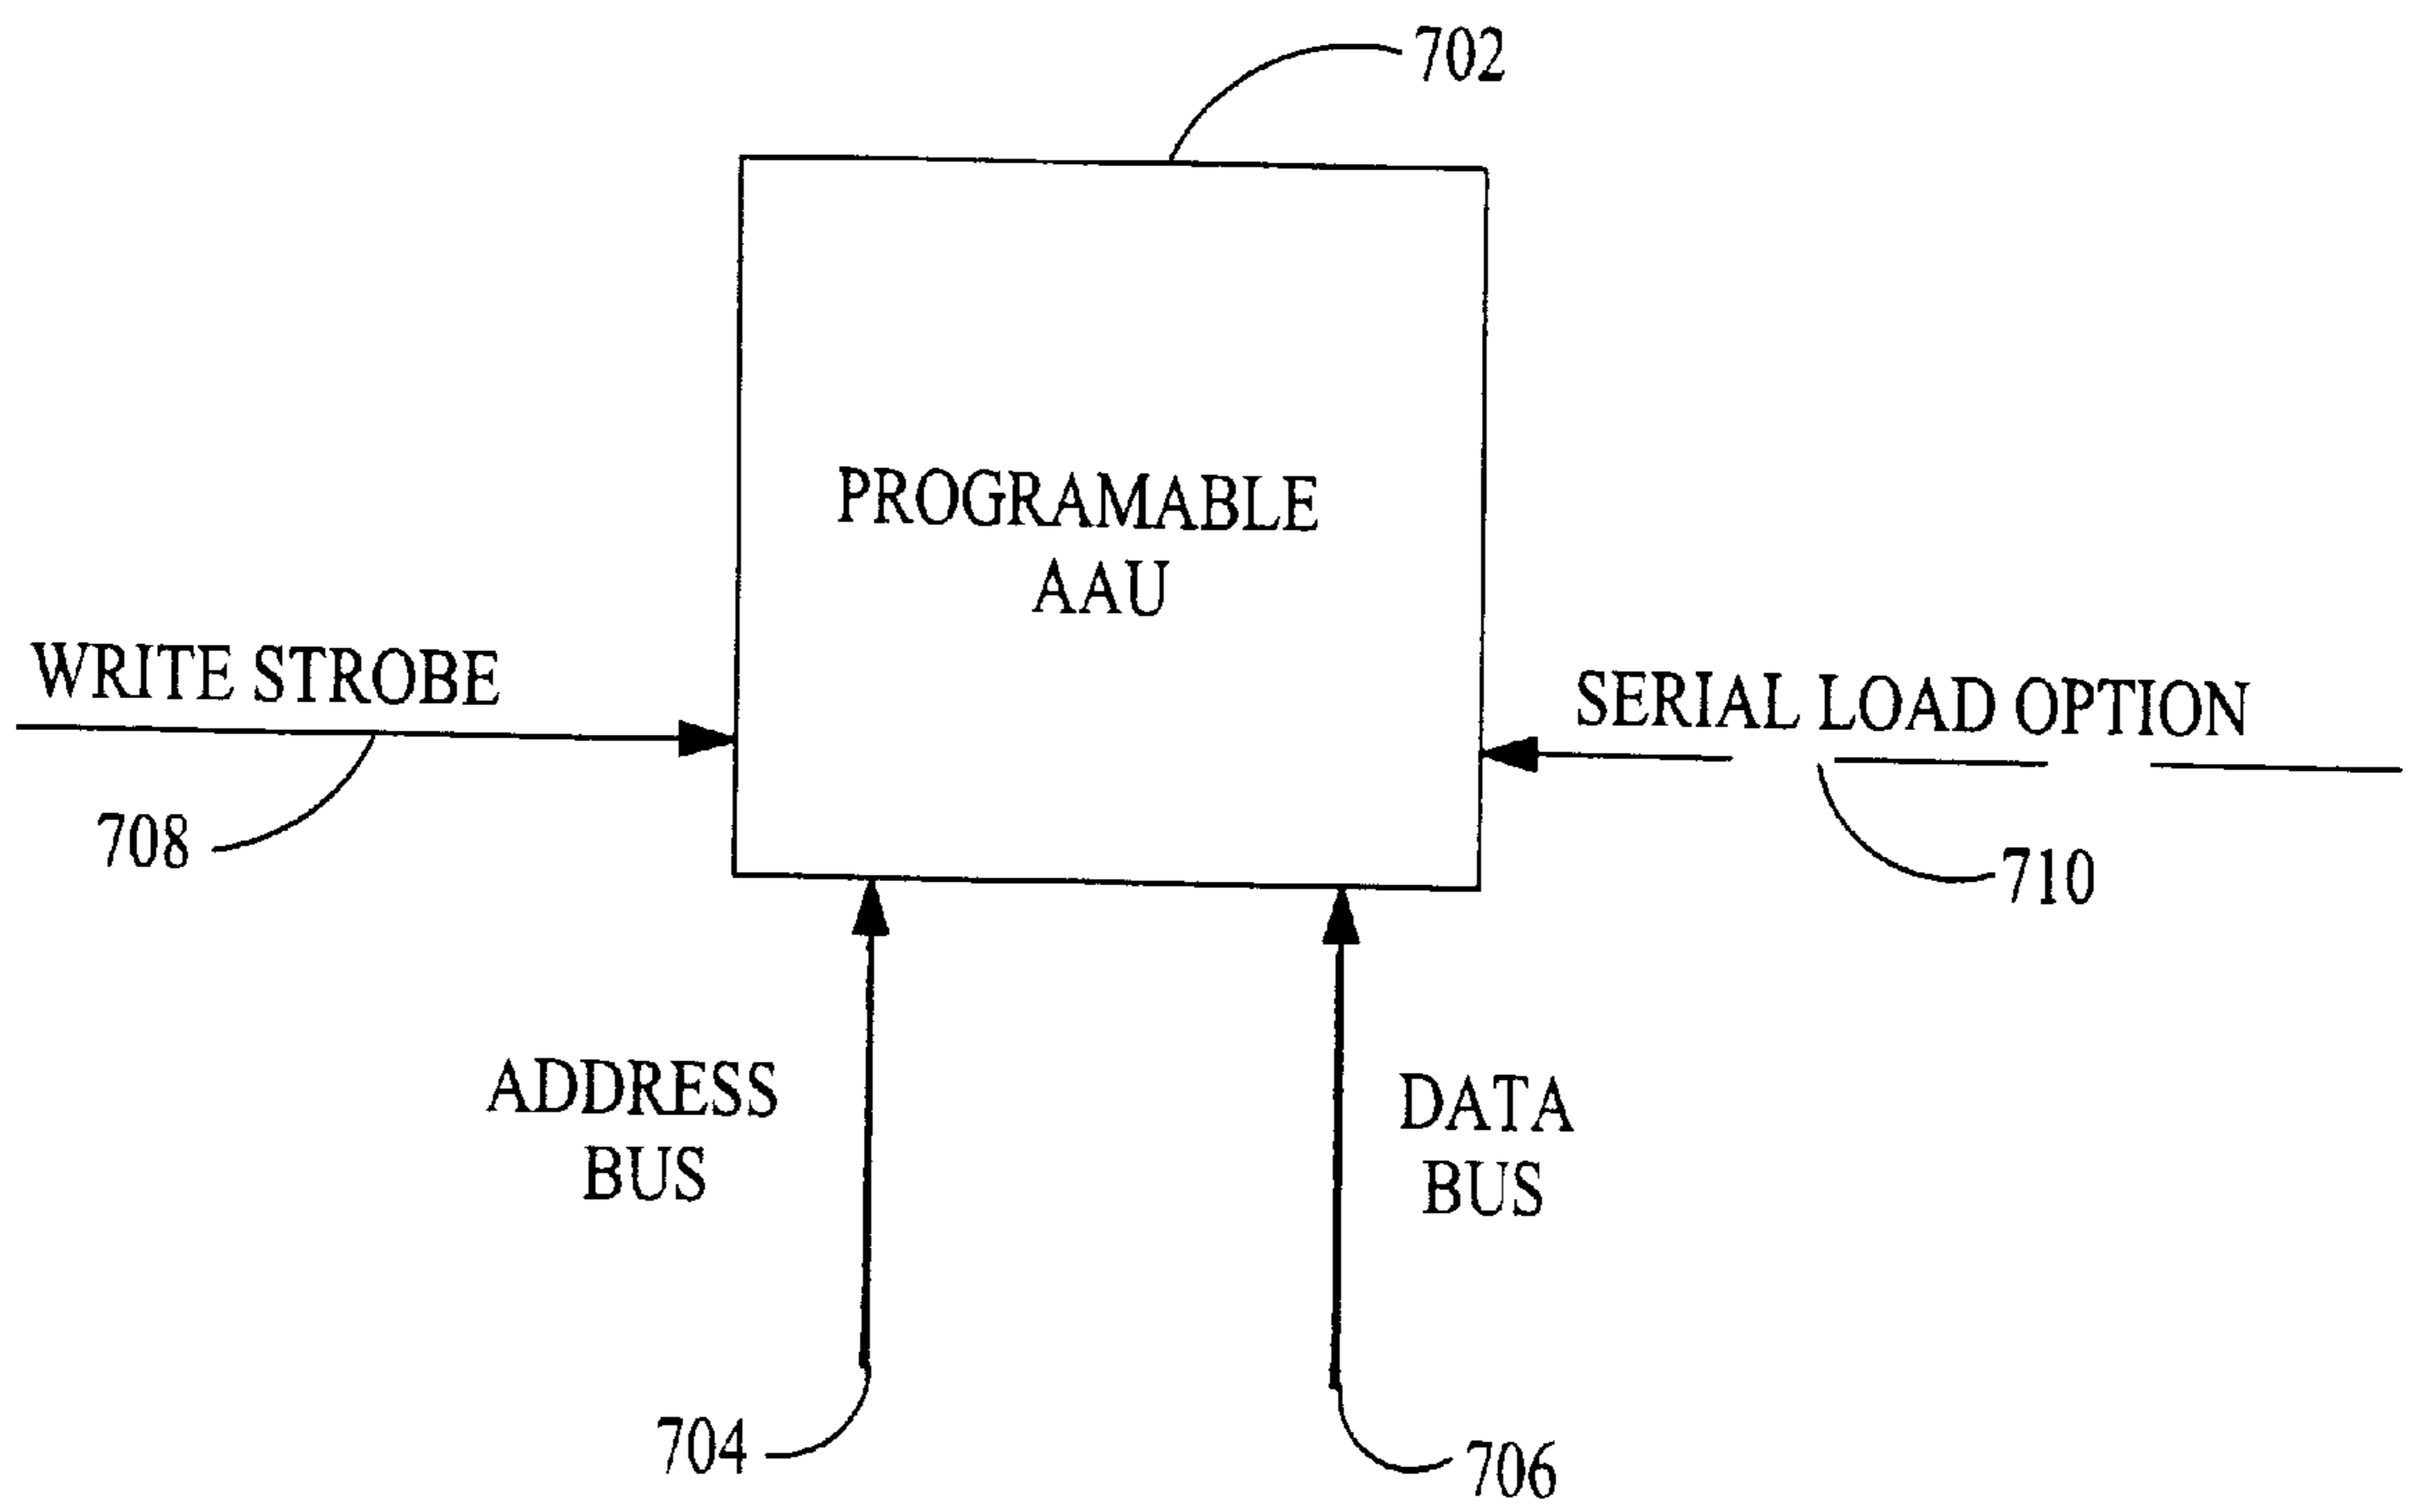 702
PROGRAMABLE
AAU
WRITE STROBE
SERIAL LOAD OPTION
708
710
ADDRESS
BUS
DATA
BUS
704
706